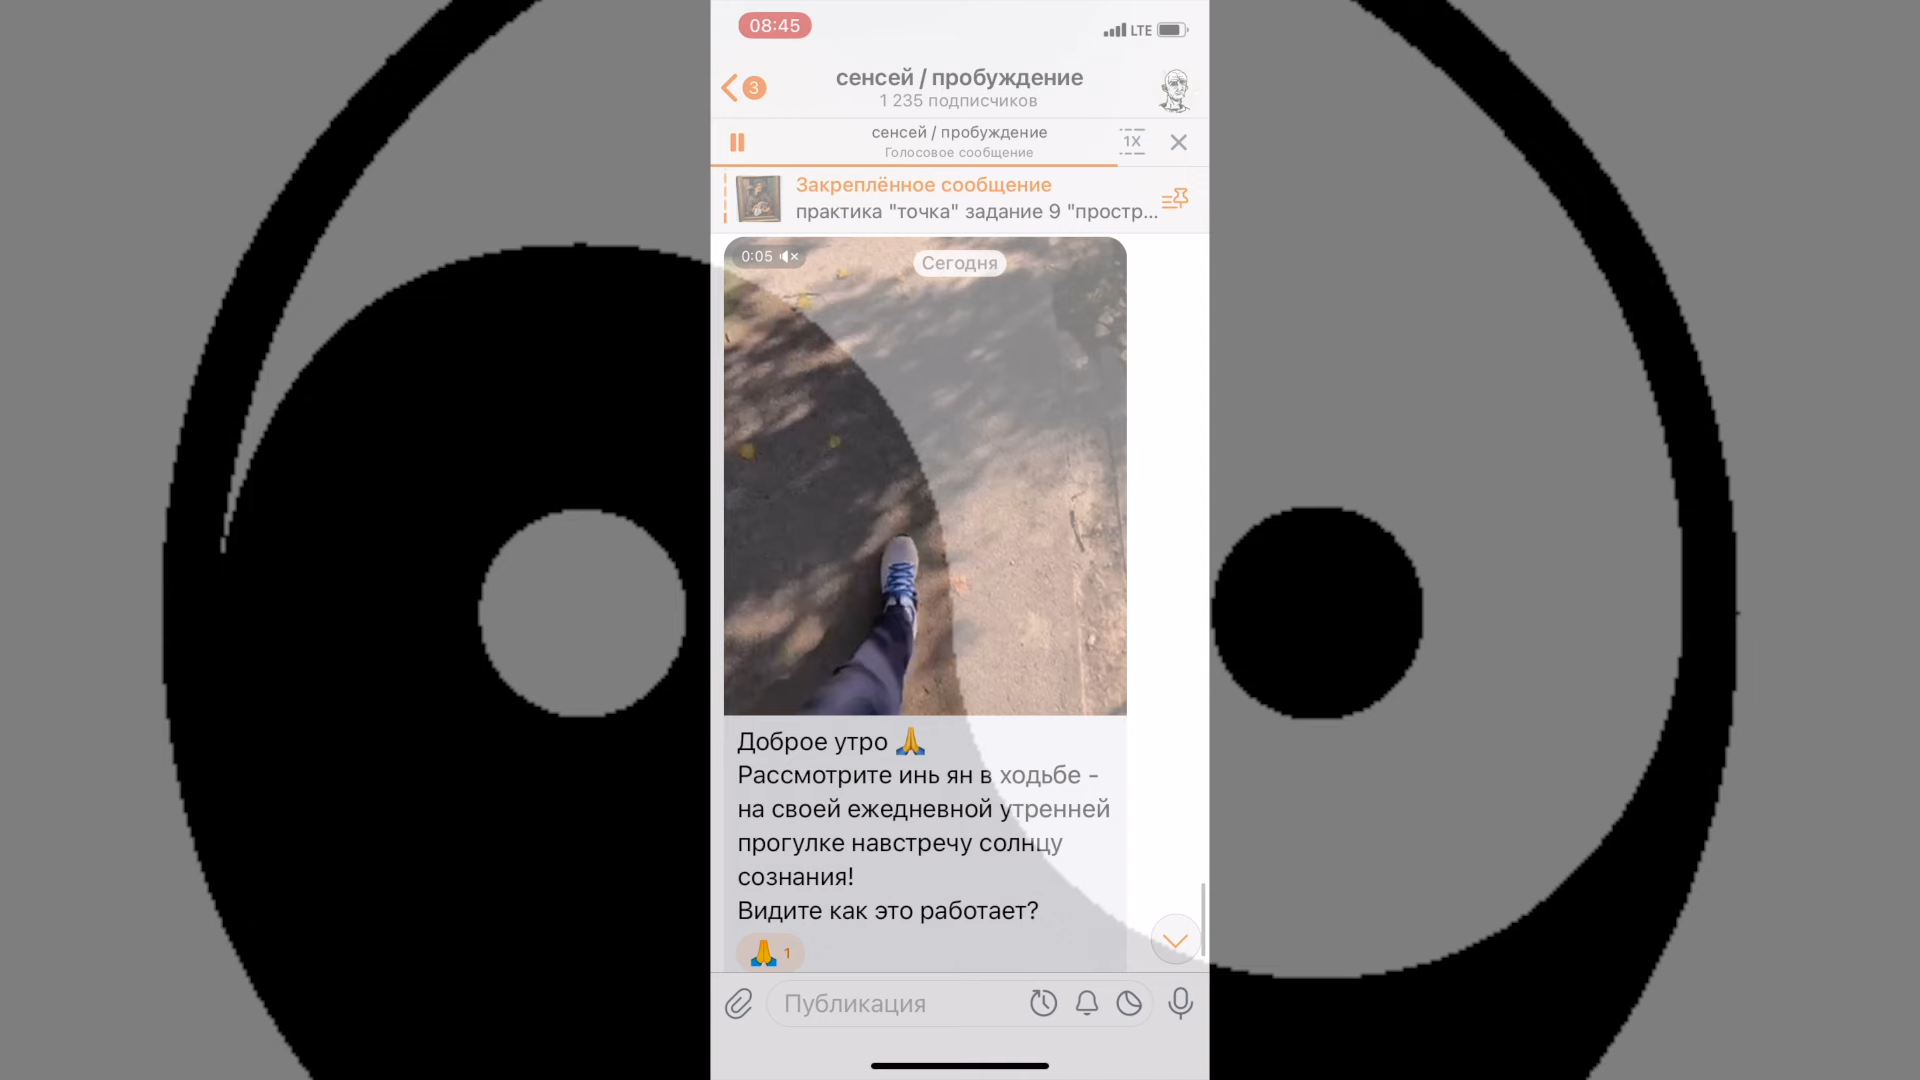 08:45
LTE
3
сенсей / пробуждение
1 235 подписчиков
сенсей / пробуждение
1X
Голосовое сообщение
Закреплённое сообщение
практика "точка" задание 9 "простр...
0:05
Сегодня
Доброе утро 🙏
Рассмотрите инь ян в ходьбе -
на своей ежедневной утренней
прогулке навстречу солнцу
сознания!
Видите как это работает?
🙏 1
Публикация